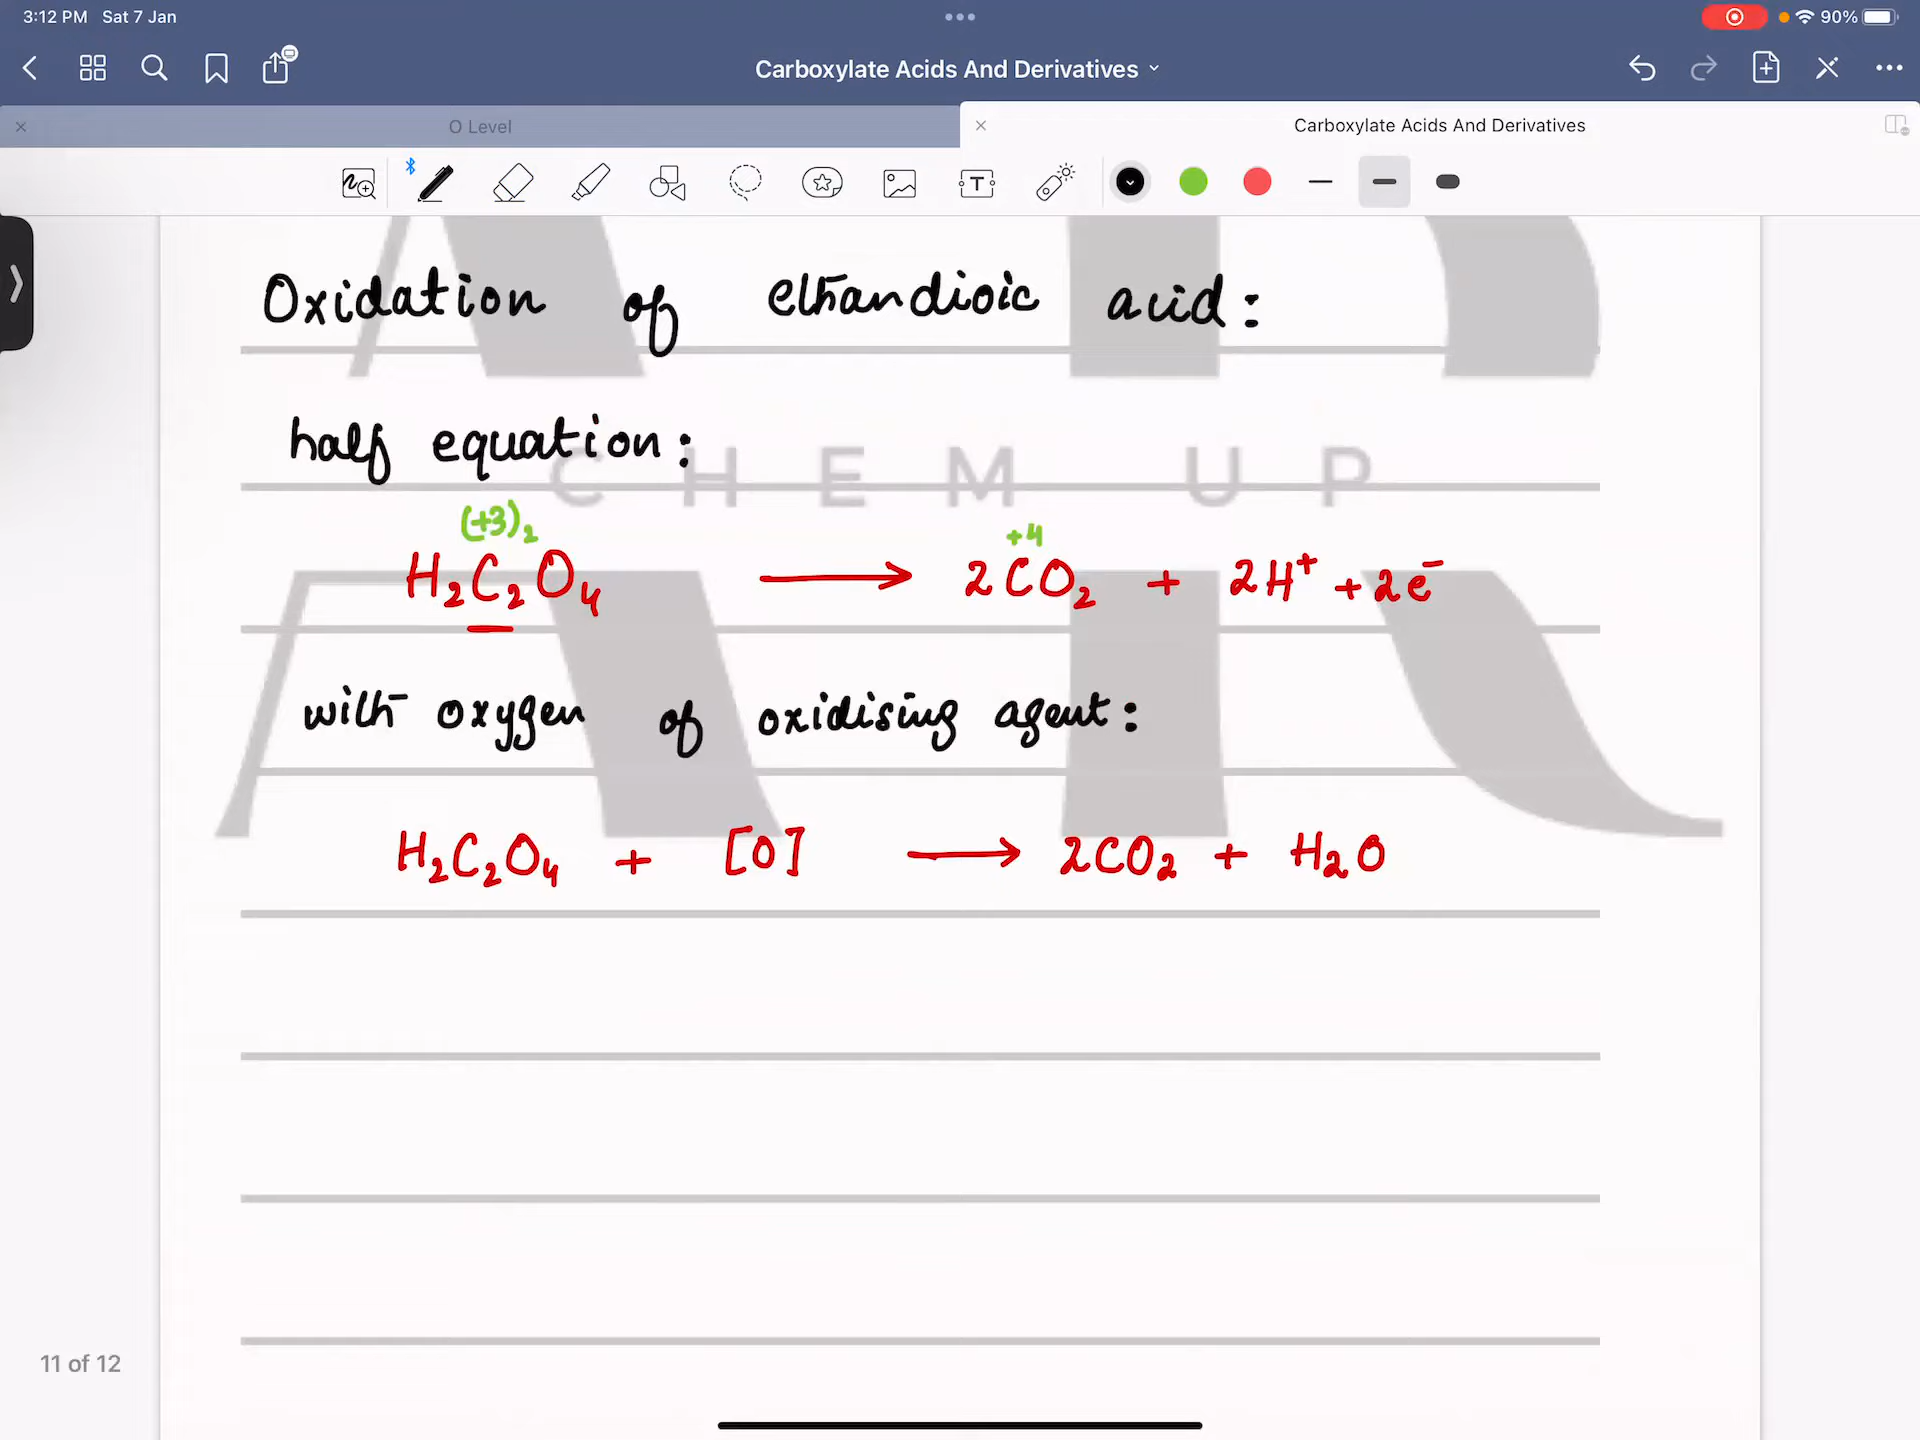 3:12 PM Sat 7 Jan
90%
Carboxylate Acids And Derivatives
O Level
Carboxylate Acids And Derivatives
T
Oxidation of ethandioic acid:
half equation:
CHEM UP
(+3)₂ +4
H₂C₂O₄ ⟶ 2CO₂ + 2H⁺ + 2e⁻
with oxygen of oxidising agent:
H₂C₂O₄ + [O] ⟶ 2CO₂ + H₂O
11 of 12